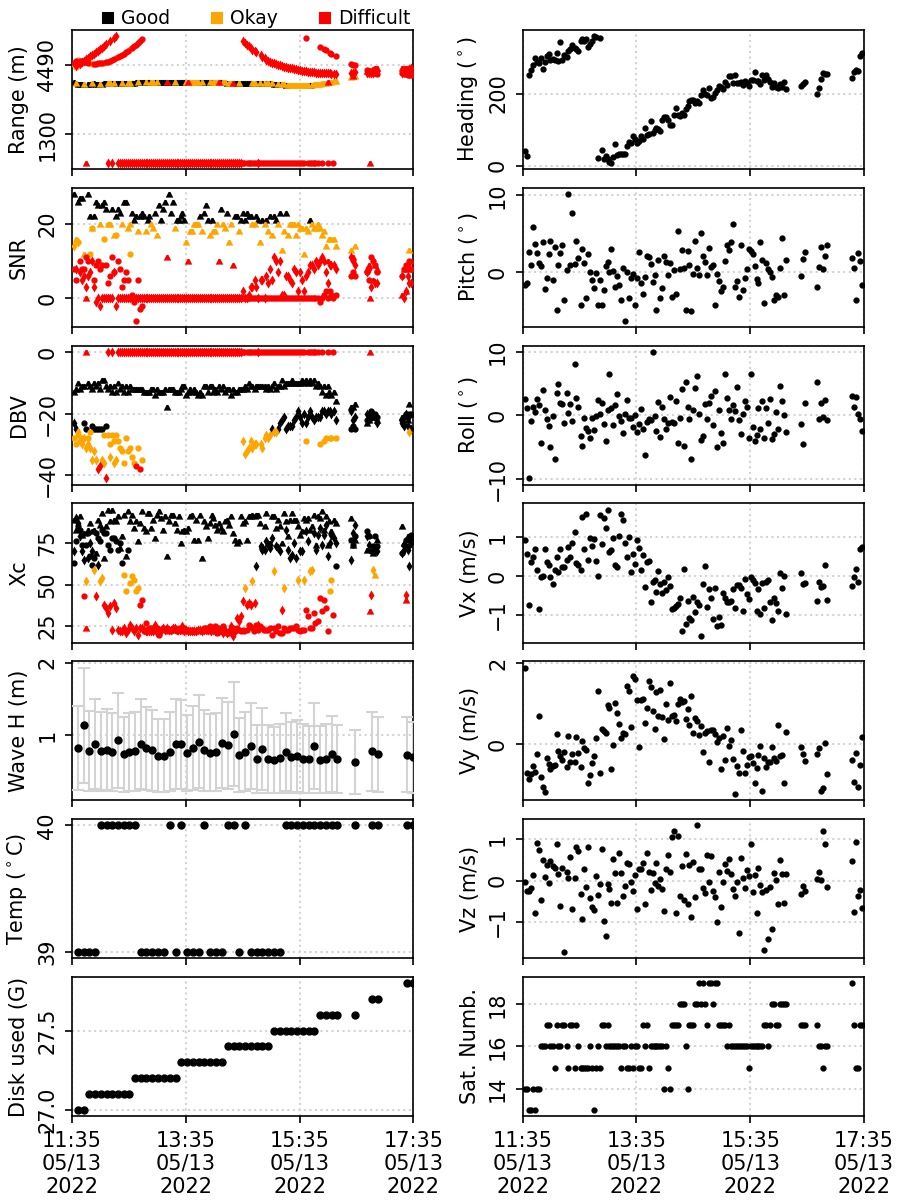 Good Okay Difficult
Range (m)
4490
1300
Heading (°)
200
0
SNR
20
0
Pitch (°)
10
0
DBV
0
−20
−40
Roll (°)
10
0
−10
Xc
75
50
25
Vx (m/s)
1
0
−1
Wave H (m)
2
1
Vy (m/s)
2
0
Temp (°C)
40
39
Vz (m/s)
1
0
−1
Disk used (G)
27.5
27.0
Sat. Numb.
18
16
14
11:35 13:35 15:35 17:35 11:35 13:35 15:35 17:35
05/13 05/13 05/13 05/13 05/13 05/13 05/13 05/13
2022 2022 2022 2022 2022 2022 2022 2022